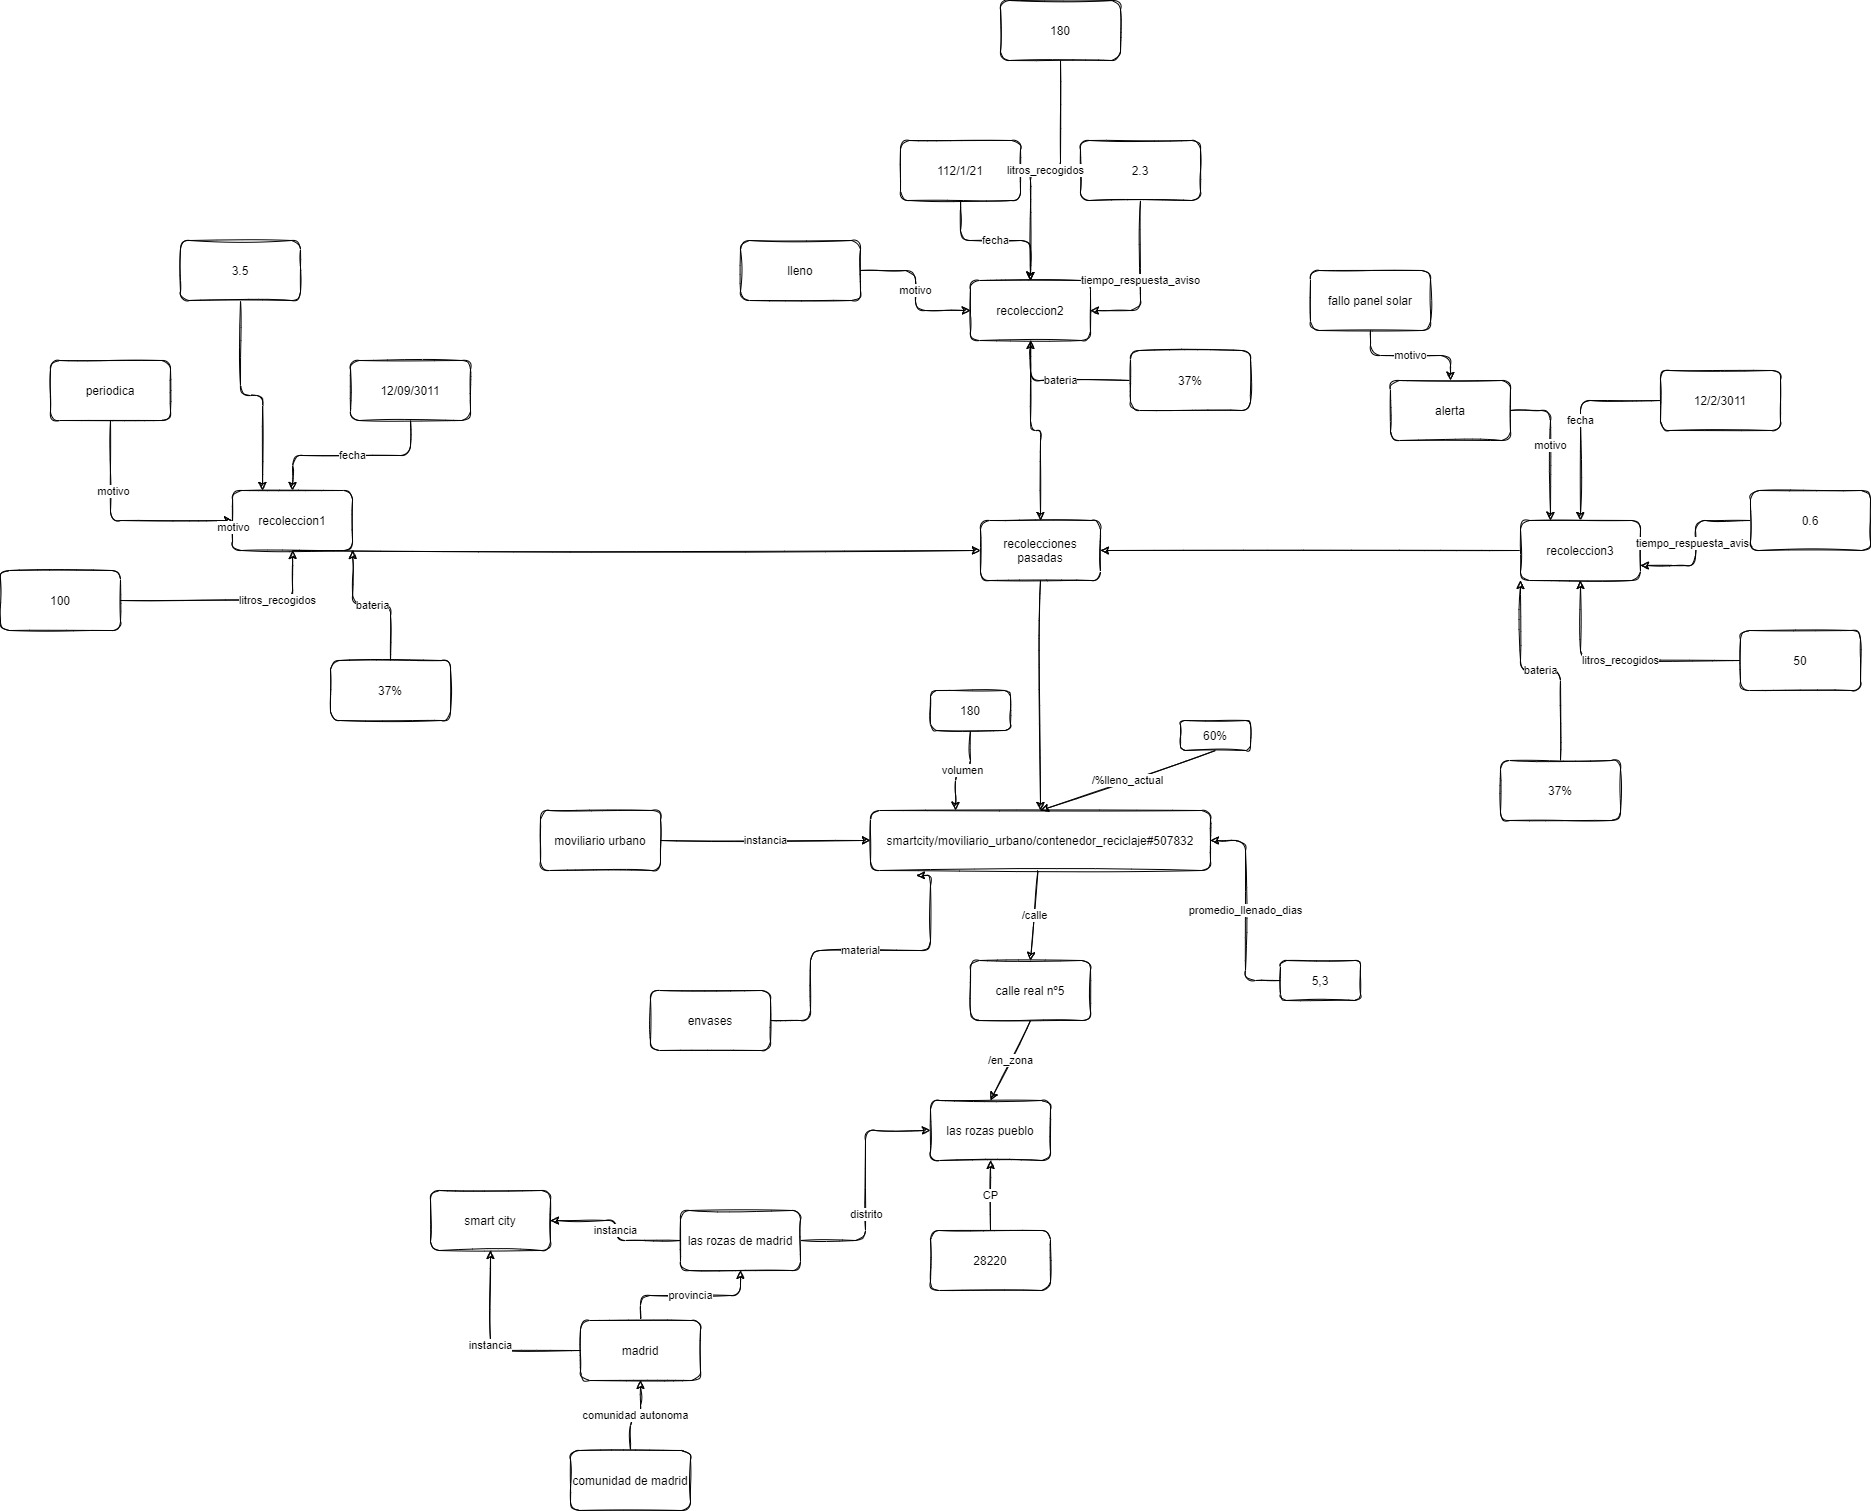 180
112/1/21
litros_recogidos
2.3
fecha
3.5
lleno
motivo
tiempo_respuesta_aviso
recoleccion2
fallo panel solar
motivo
periodica
12/09/3011
bateria
37%
alerta
12/2/3011
fecha
motivo
fecha
motivo
motivo
recoleccion1
recolecciones
pasadas
recoleccion3
tiempo_respuesta_avis
0.6
100
litros_recogidos
bateria
37%
litros_recogidos
50
bateria
180
60%
volumen
/%lleno_actual
37%
moviliario urbano
instancia
smartcity/moviliario_urbano/contenedor_reciclaje#507832
/calle
promedio_llenado_dias
material
calle real nº5
5,3
envases
/en_zona
las rozas pueblo
CP
smart city
instancia
las rozas de madrid
distrito
28220
provincia
instancia
madrid
comunidad autonoma
comunidad de madrid